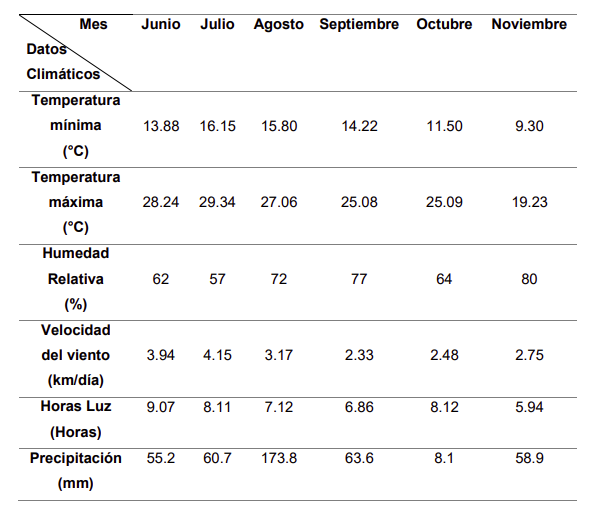 Mes Junio Julio Agosto Septiembre Octubre Noviembre
Datos
Climáticos
Temperatura
mínima 13.88 16.15 15.80 14.22 11.50 9.30
(°C)
Temperatura
máxima 28.24 29.34 27.06 25.08 25.09 19.23
(°C)
Humedad
Relativa 62 57 72 77 64 80
(%)
Velocidad
del viento 3.94 4.15 3.17 2.33 2.48 2.75
(km/día)
Horas Luz 9.07 8.11 7.12 6.86 8.12 5.94
(Horas)
Precipitación 55.2 60.7 173.8 63.6 8.1 58.9
(mm)